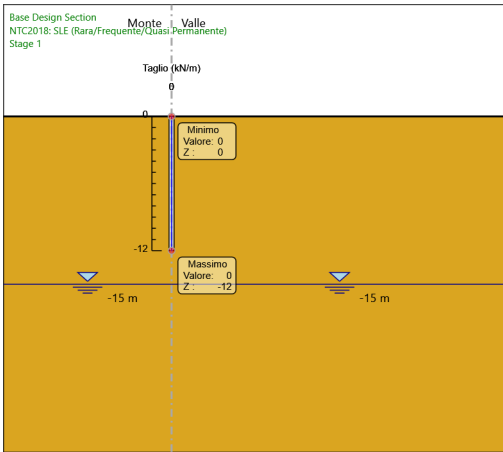 Base Design Section
Monte Valle
NTC2018: SLE (Rara/Frequente/Quasi Permanente)
Stage 1
Taglio (kN/m)
0
0
Minimo
Valore: 0
Z : 0
-12
Massimo
Valore: 0
Z : -12
-15 m
-15 m